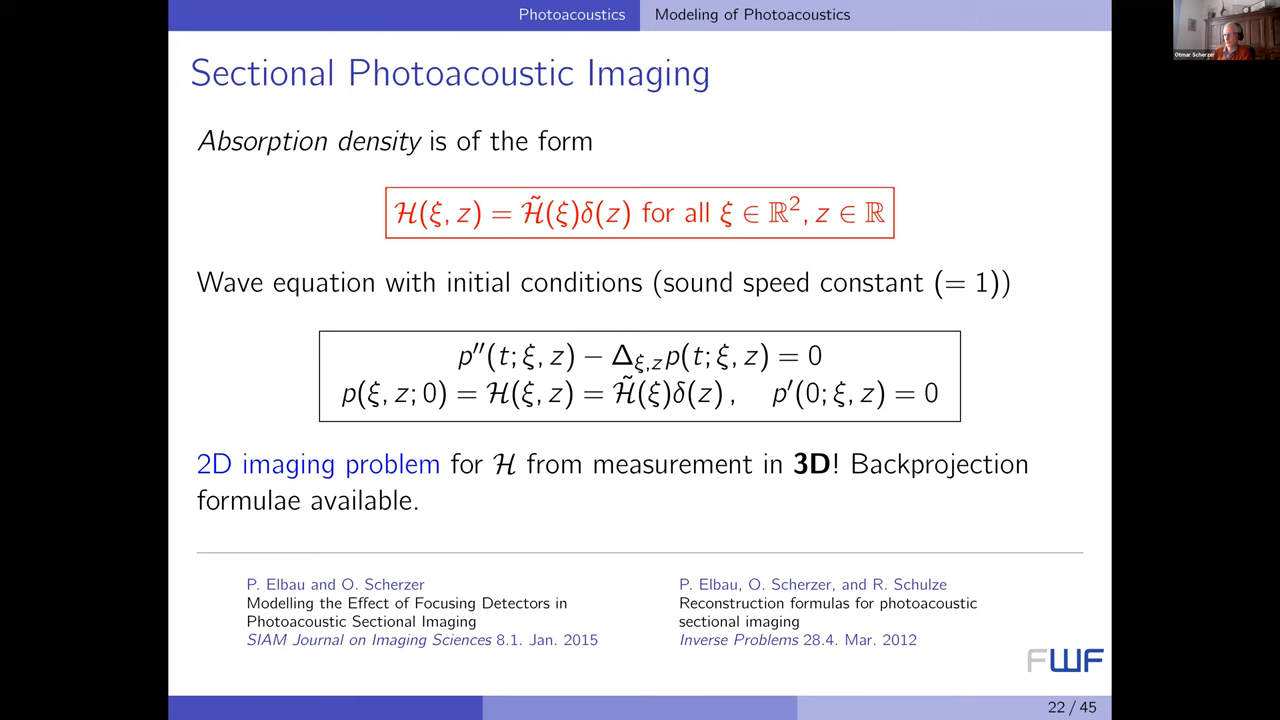 Photoacoustics Modeling of Photoacoustics
Otmar Scherzer
Sectional Photoacoustic Imaging
Absorption density is of the form
ℋ(ξ, z) = ℋ̃(ξ)δ(z) for all ξ ∈ ℝ², z ∈ ℝ
Wave equation with initial conditions (sound speed constant (= 1))
p″(t; ξ, z) − Δ_{ξ,z}p(t; ξ, z) = 0
p(ξ, z; 0) = ℋ(ξ, z) = ℋ̃(ξ)δ(z) , p′(0; ξ, z) = 0
2D imaging problem for ℋ from measurement in 3D! Backprojection
formulae available.
P. Elbau and O. Scherzer
Modelling the Effect of Focusing Detectors in
Photoacoustic Sectional Imaging
SIAM Journal on Imaging Sciences 8.1. Jan. 2015
P. Elbau, O. Scherzer, and R. Schulze
Reconstruction formulas for photoacoustic
sectional imaging
Inverse Problems 28.4. Mar. 2012
FWF
22 / 45